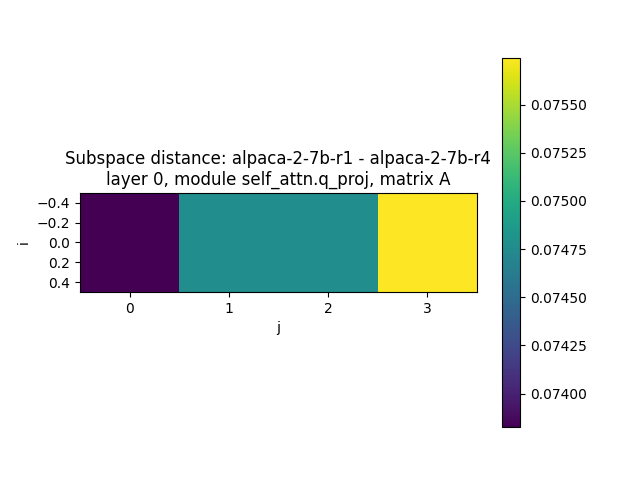 Subspace distance: alpaca-2-7b-r1 - alpaca-2-7b-r4
layer 0, module self_attn.q_proj, matrix A
−0.4
−0.2
0.0
0.2
0.4
i
0 1 2 3
j
0.07550
0.07525
0.07500
0.07475
0.07450
0.07425
0.07400